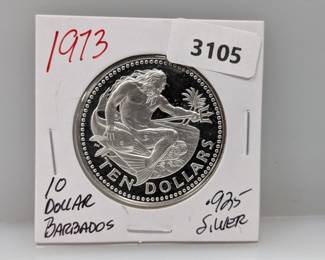 1973
3105
TEN DOLLARS
10
DOLLAR
BARBADOS
.925
SILVER